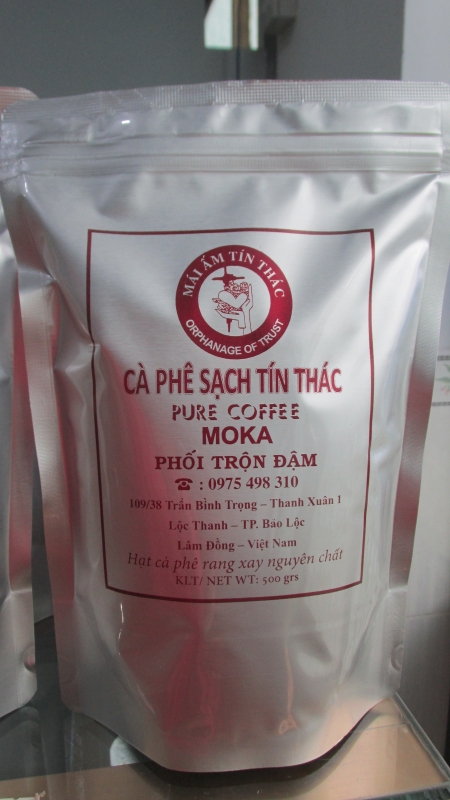 MÁI ẤM TÍN THÁC
ORPHANAGE OF TRUST
CÀ PHÊ SẠCH TÍN THÁC
PURE COFFEE
MOKA
PHỐI TRỘN ĐẬM
☎ : 0975 498 310
109/38 Trần Bình Trọng – Thanh Xuân 1
Lộc Thanh – TP. Bảo Lộc
Lâm Đồng – Việt Nam
Hạt cà phê rang xay nguyên chất
KLT/ NET WT: 500 grs